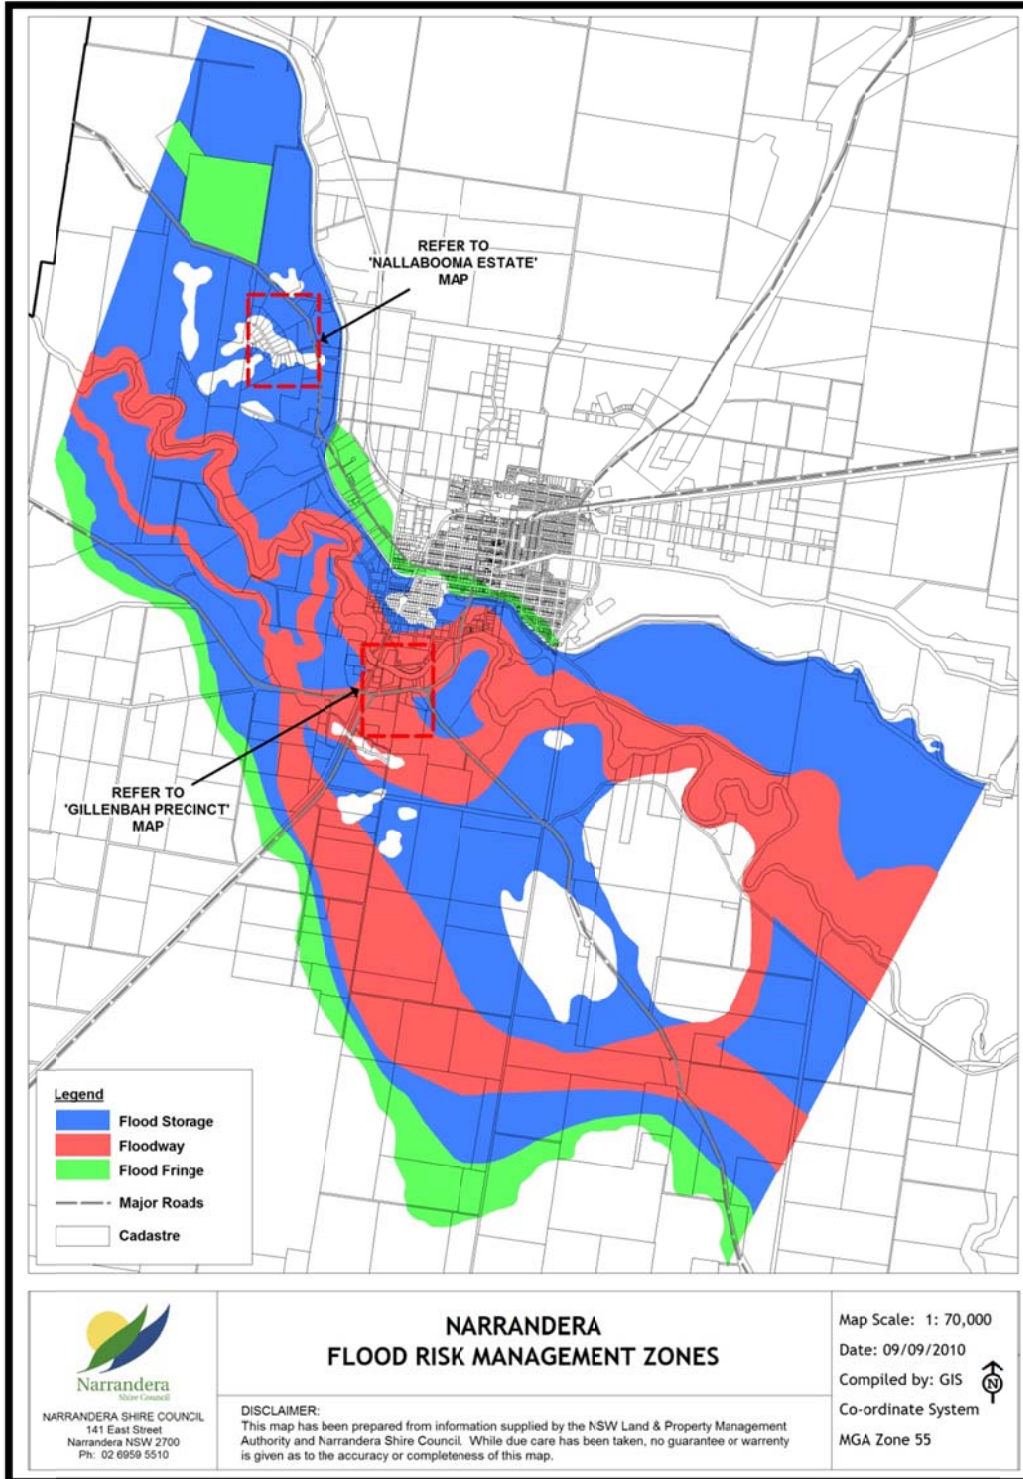 REFER TO
'NALLABOONA ESTATE'
MAP
REFER TO
'GILLENBAH PRECINCT'
MAP
Legend
Flood Storage
Floodway
Flood Fringe
Major Roads
Cadastre
Narrandera
Shire Council
NARRANDERA SHIRE COUNCIL
141 East Street
Narrandera NSW 2700
Ph: 02 6959 5510
NARRANDERA
FLOOD RISK MANAGEMENT ZONES
DISCLAIMER:
This map has been prepared from information supplied by the NSW Land & Property Management
Authority and Narrandera Shire Council. While due care has been taken, no guarantee or warrenty
is given as to the accuracy or completeness of this map.
Map Scale: 1: 70,000
Date: 09/09/2010
Compiled by: GIS
N
Co-ordinate System
MGA Zone 55